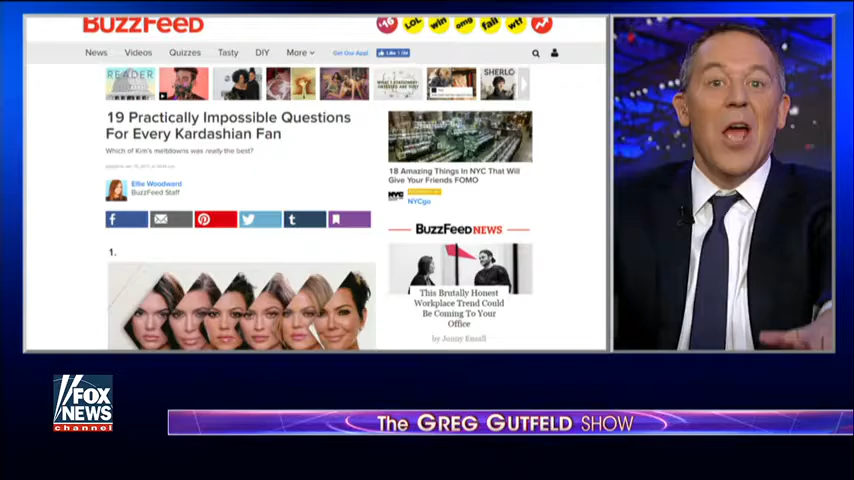 BUZZFEED
LOL win omg fail wtf
News Videos Quizzes Tasty DIY More Get Our App! Like
READER
SHERLO
19 Practically Impossible Questions
For Every Kardashian Fan
Which of Kim's meltdowns was really the best?
Ellie Woodward
BuzzFeed Staff
18 Amazing Things In NYC That Will
Give Your Friends FOMO
NYC
NYCgo
BUZZFEED NEWS
1.
This Brutally Honest
Workplace Trend Could
Be Coming To Your
Office
by Jenny Ensall
FOX
NEWS
channel
The GREG GUTFELD SHOW